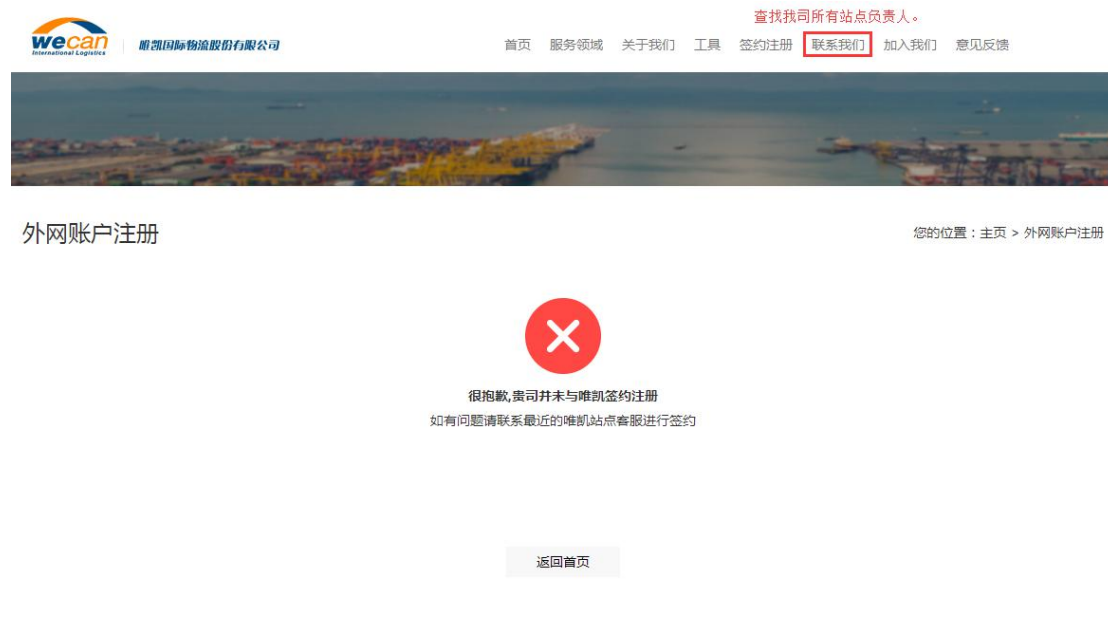 查找我司所有站点负责人。
wecan
International Logistics
唯凯国际物流股份有限公司
首页 服务领域 关于我们 工具 签约注册 联系我们 加入我们 意见反馈
外网账户注册
您的位置：主页 > 外网账户注册
很抱歉,贵司并未与唯凯签约注册
如有问题请联系最近的唯凯站点客服进行签约
返回首页